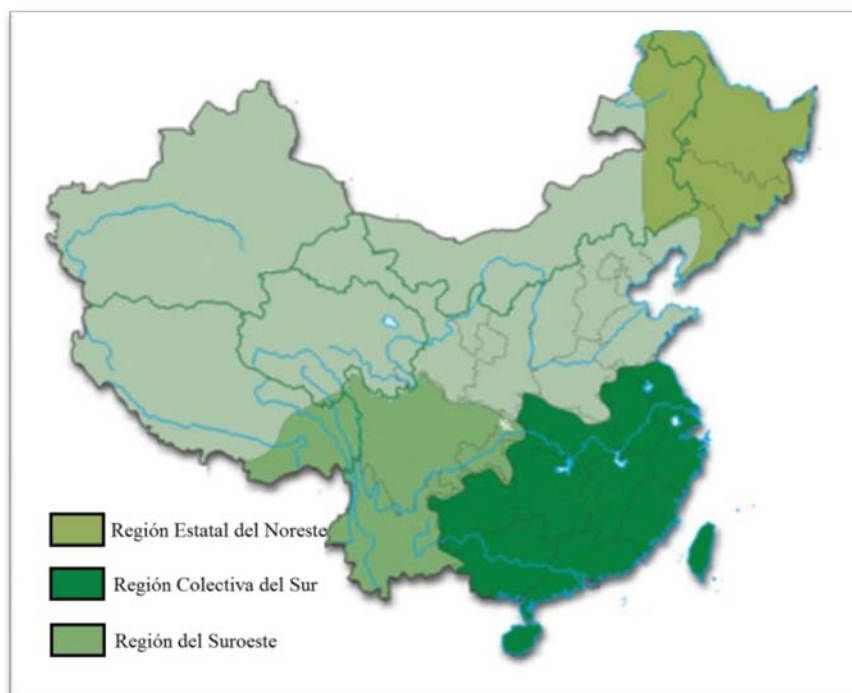 Región Estatal del Noreste
Región Colectiva del Sur
Región del Suroeste